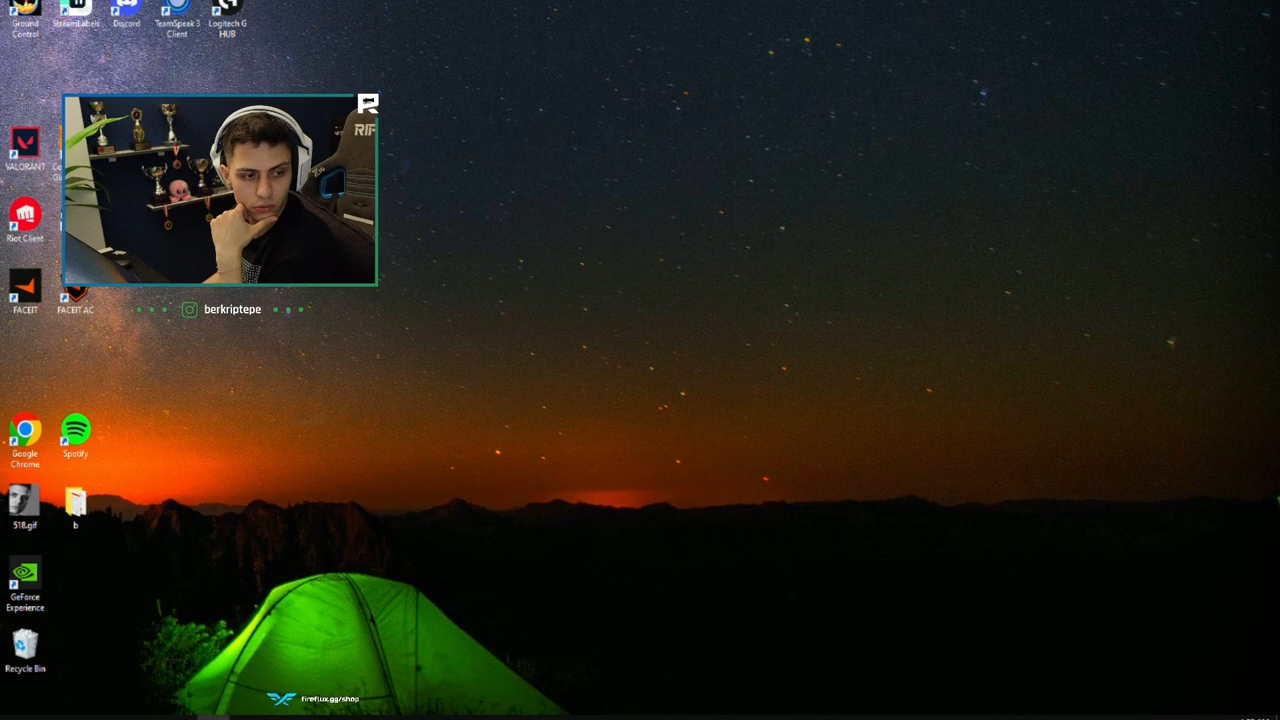 Ground
Control
StreamLabels
Discord
TeamSpeak 3
Client
Logitech G
HUB
VALORANT
RIF
Riot Client
FACEIT
FACEIT AC
berkriptepe
Google
Chrome
Spotify
518.gif
b
GeForce
Experience
Recycle Bin
fireflux.gg/shop